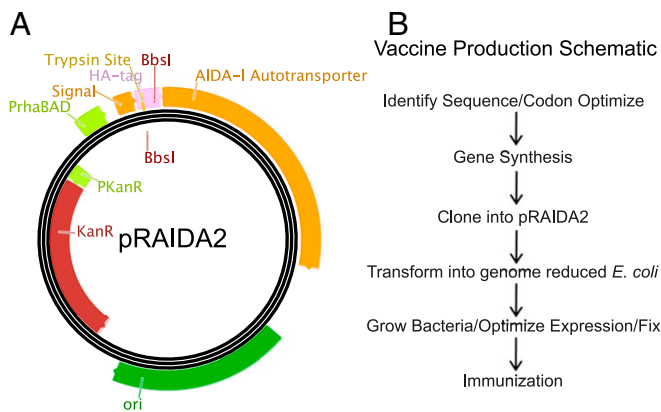 A
Trypsin Site
BbsI
HA-tag
Signal
AIDA-I Autotransporter
PrhaBAD
BbsI
PKanR
KanR
pRAIDA2
ori
B
Vaccine Production Schematic
Identify Sequence/Codon Optimize
Gene Synthesis
Clone into pRAIDA2
Transform into genome reduced E. coli
Grow Bacteria/Optimize Expression/Fix
Immunization